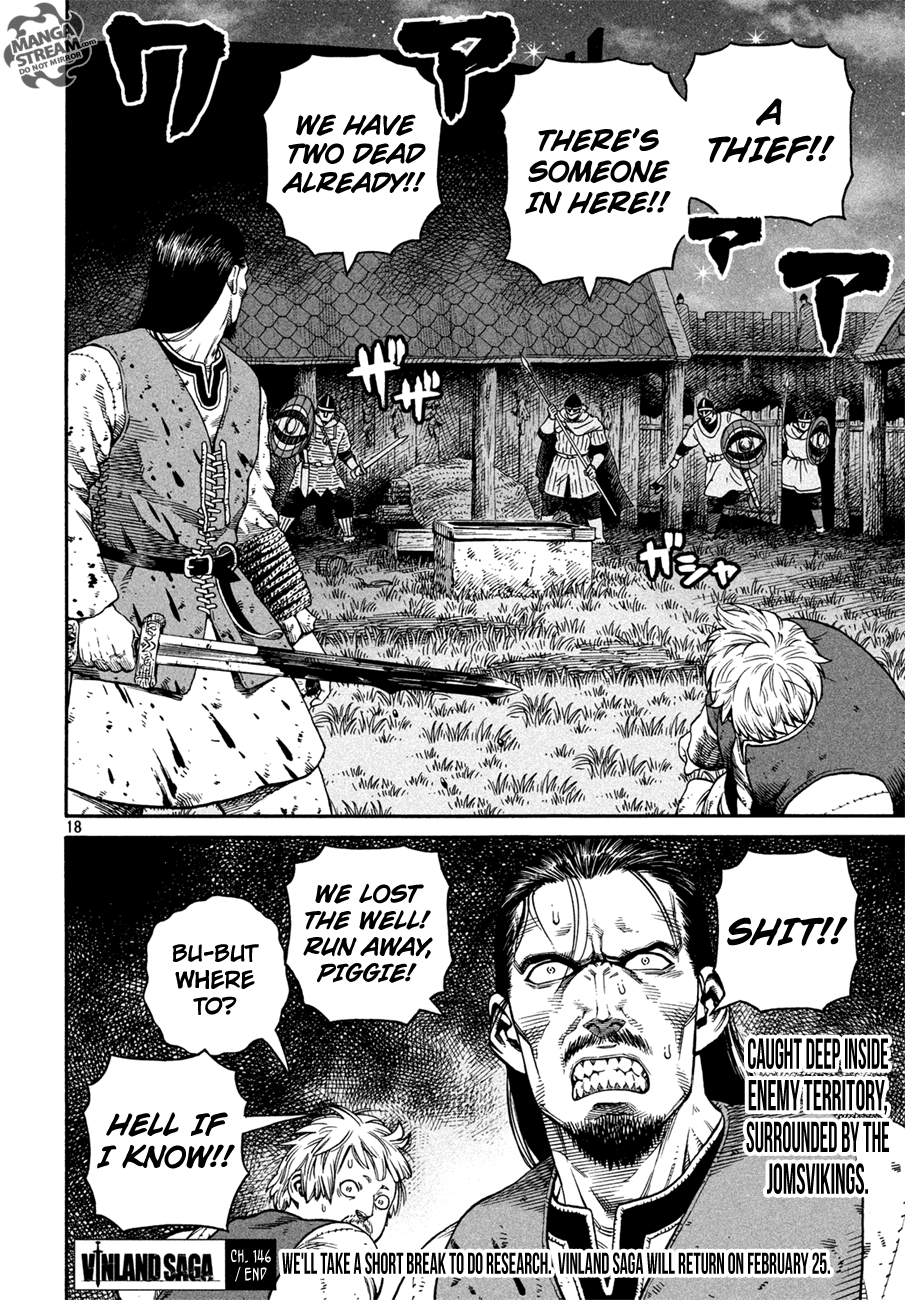 MANGA
STREAM.com
DO NOT MIRROR
ワアアア
A
THIEF!!
THERE'S
SOMEONE
IN HERE!!
WE HAVE
TWO DEAD
ALREADY!!
ザザ
ガシャ
18
SHIT!!
WE LOST
THE WELL!
RUN AWAY,
PIGGIE!
BU-BUT
WHERE
TO?
HELL IF
I KNOW!!
CAUGHT DEEP INSIDE
ENEMY TERRITORY,
SURROUNDED BY THE
JOMSVIKINGS.
VINLAND SAGA
CH. 146
/ END
WE'LL TAKE A SHORT BREAK TO DO RESEARCH. VINLAND SAGA WILL RETURN ON FEBRUARY 25.